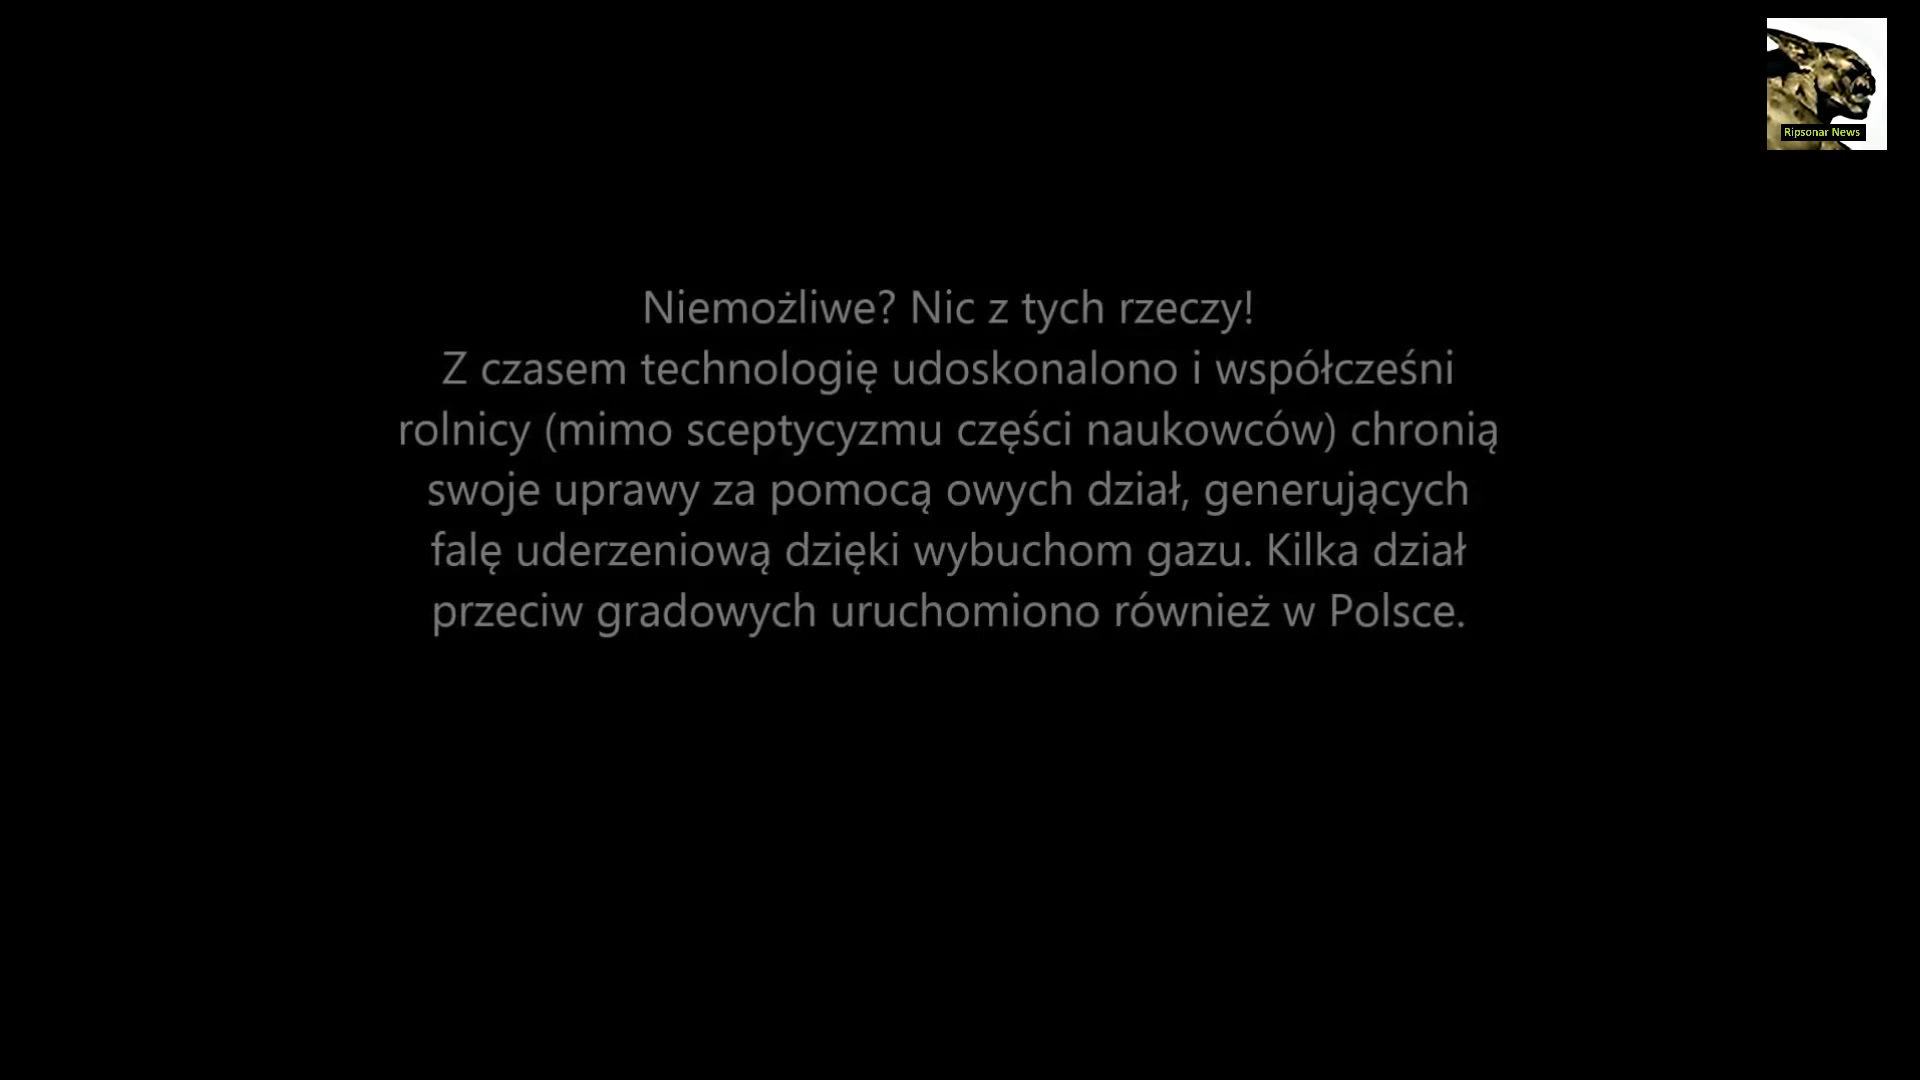 Ripsonar News
Niemożliwe? Nic z tych rzeczy!
Z czasem technologię udoskonalono i współcześni
rolnicy (mimo sceptycyzmu części naukowców) chronią
swoje uprawy za pomocą owych dział, generujących
falę uderzeniową dzięki wybuchom gazu. Kilka dział
przeciw gradowych uruchomiono również w Polsce.